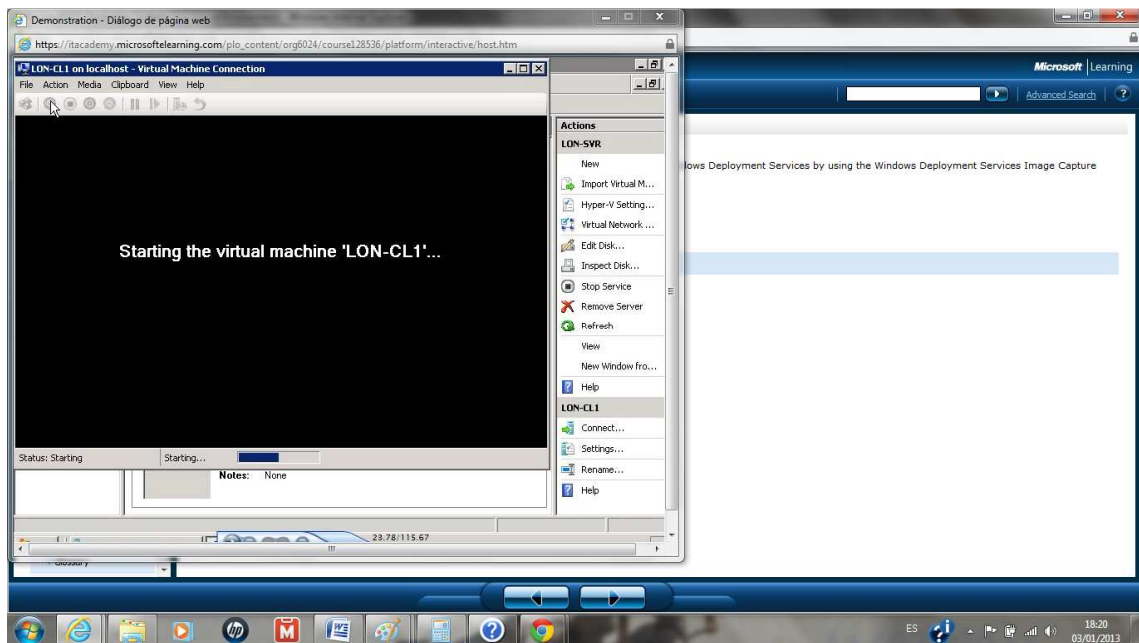 Demonstration - Diálogo de página web
https://itacademy.microsoftelearning.com/plo_content/org6024/course128536/platform/interactive/host.htm
Microsoft | Learning
LON-CL1 on localhost - Virtual Machine Connection
File Action Media Clipboard View Help
Advanced Search
Actions
LON-SVR
New
Import Virtual M...
Hyper-V Setting...
Virtual Network ...
Edit Disk...
Inspect Disk...
Stop Service
Remove Server
Refresh
View
New Window fro...
Help
LON-CL1
Connect...
Settings...
Rename...
Help
Windows Deployment Services by using the Windows Deployment Services Image Capture
Starting the virtual machine 'LON-CL1'...
Status: Starting
Starting...
Notes: None
23.78/115.67
Glossary
ES
18:20
03/01/2013